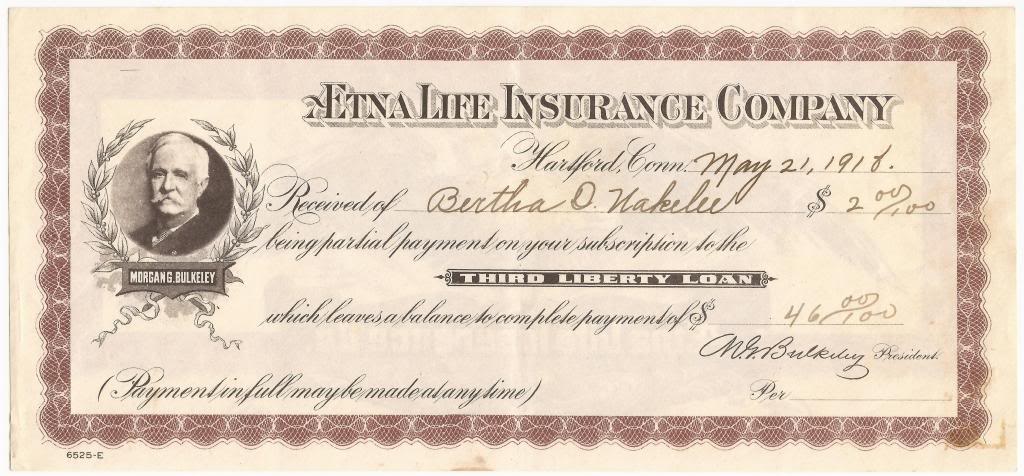 ÆTNA LIFE INSURANCE COMPANY
Hartford, Conn. May 21, 1918.
Received of Bertha O. Wakelee $ 2 00/100
being partial payment on your subscription to the
THIRD LIBERTY LOAN
which leaves a balance to complete payment of $ 46 00/100
M.G. Bulkeley President.
(Payment in full may be made at any time) Per
MORGAN G. BULKELEY
6525-E